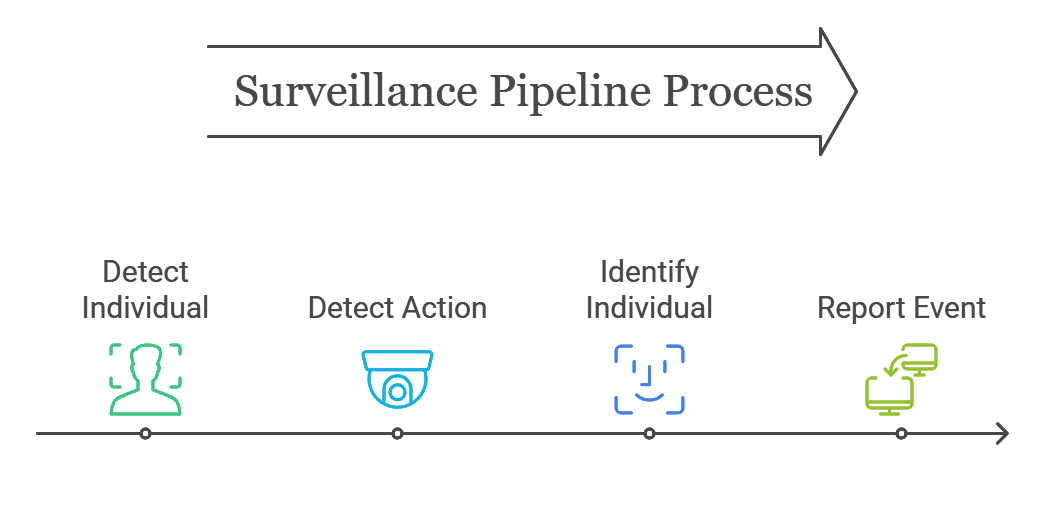 Surveillance Pipeline Process
Detect
Individual
Detect Action
Identify
Individual
Report Event